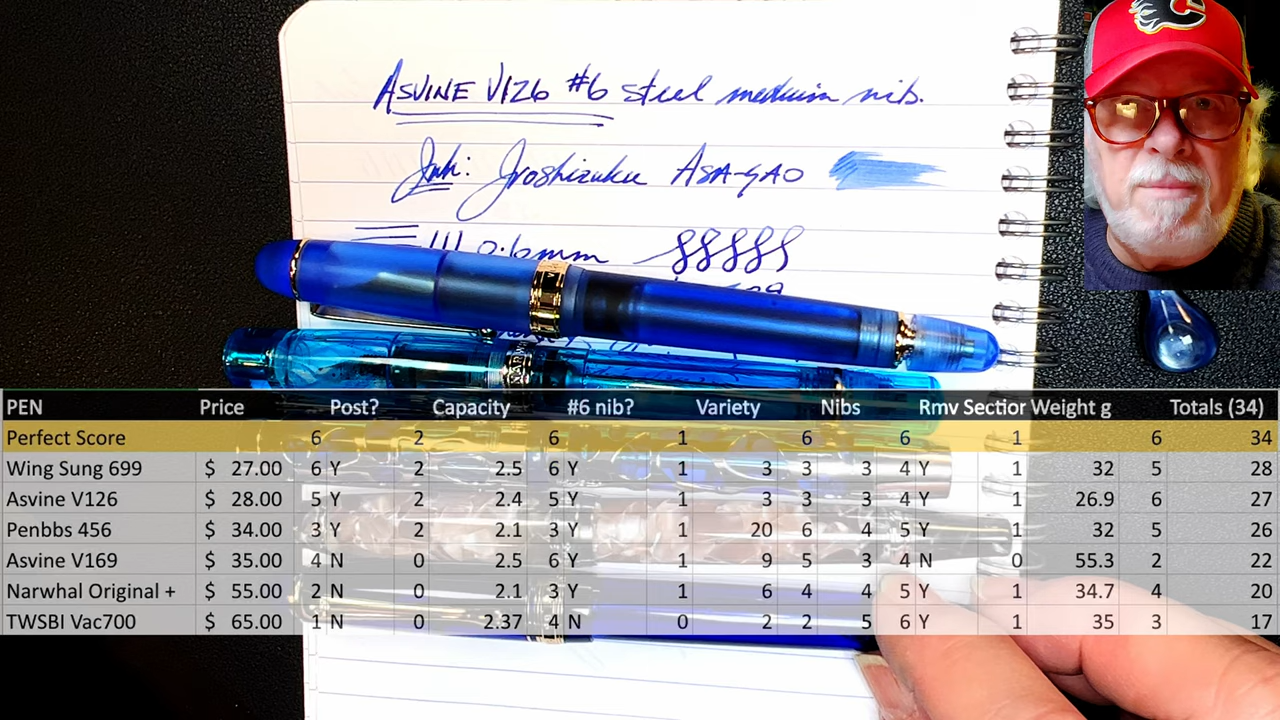 ASVINE V126 #6 steel medium nib.
Ink: Iroshizuku ASA-GAO
0.6mm
PEN Price Post? Capacity #6 nib? Variety Nibs Rmv Section Weight g Totals (34)
Perfect Score 6 2 6 1 6 6 1 6 34
Wing Sung 699 $ 27.00 6 Y 2 2.5 6 Y 1 3 3 3 4 Y 1 32 5 28
Asvine V126 $ 28.00 5 Y 2 2.4 5 Y 1 3 3 3 4 Y 1 26.9 6 27
Penbbs 456 $ 34.00 3 Y 2 2.1 3 Y 1 20 6 4 5 Y 1 32 5 26
Asvine V169 $ 35.00 4 N 0 2.5 6 Y 1 9 5 3 4 N 0 55.3 2 22
Narwhal Original + $ 55.00 2 N 0 2.1 3 Y 1 6 4 4 5 Y 1 34.7 4 20
TWSBI Vac700 $ 65.00 1 N 0 2.37 4 N 0 2 2 5 6 Y 1 35 3 17